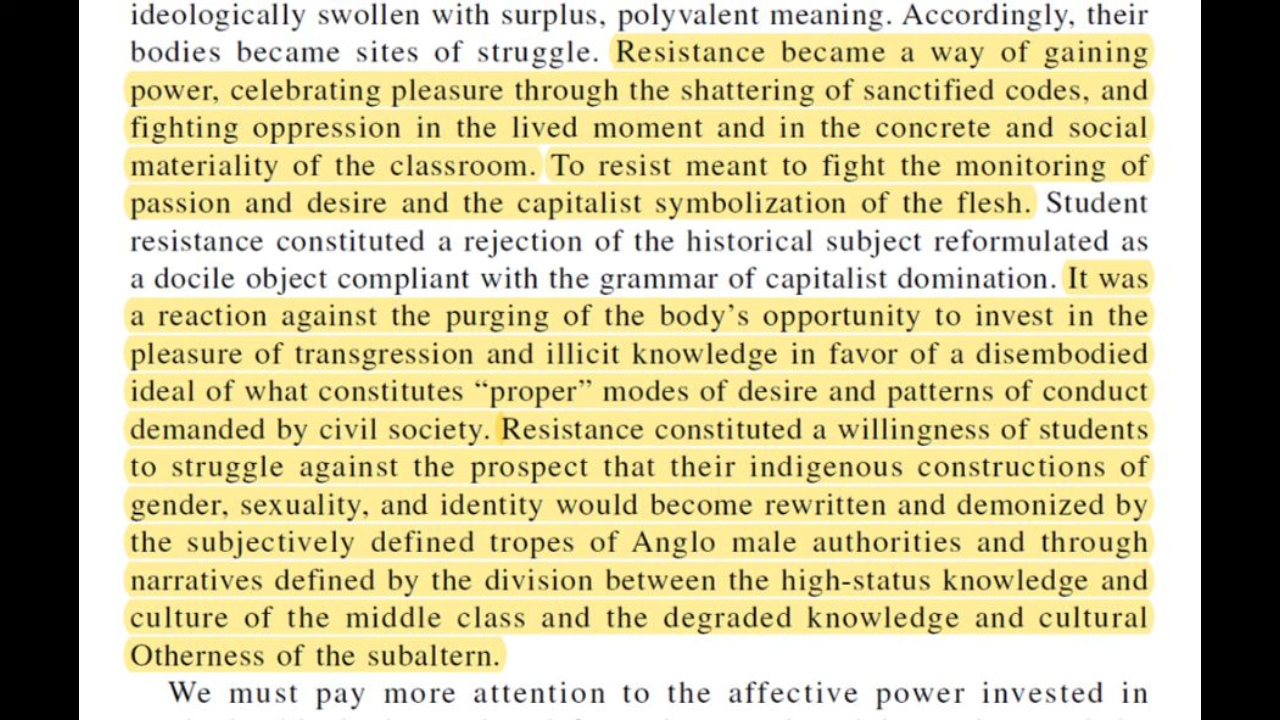 ideologically swollen with surplus, polyvalent meaning. Accordingly, their
bodies became sites of struggle. Resistance became a way of gaining
power, celebrating pleasure through the shattering of sanctified codes, and
fighting oppression in the lived moment and in the concrete and social
materiality of the classroom. To resist meant to fight the monitoring of
passion and desire and the capitalist symbolization of the flesh. Student
resistance constituted a rejection of the historical subject reformulated as
a docile object compliant with the grammar of capitalist domination. It was
a reaction against the purging of the body’s opportunity to invest in the
pleasure of transgression and illicit knowledge in favor of a disembodied
ideal of what constitutes “proper” modes of desire and patterns of conduct
demanded by civil society. Resistance constituted a willingness of students
to struggle against the prospect that their indigenous constructions of
gender, sexuality, and identity would become rewritten and demonized by
the subjectively defined tropes of Anglo male authorities and through
narratives defined by the division between the high-status knowledge and
culture of the middle class and the degraded knowledge and cultural
Otherness of the subaltern.
We must pay more attention to the affective power invested in